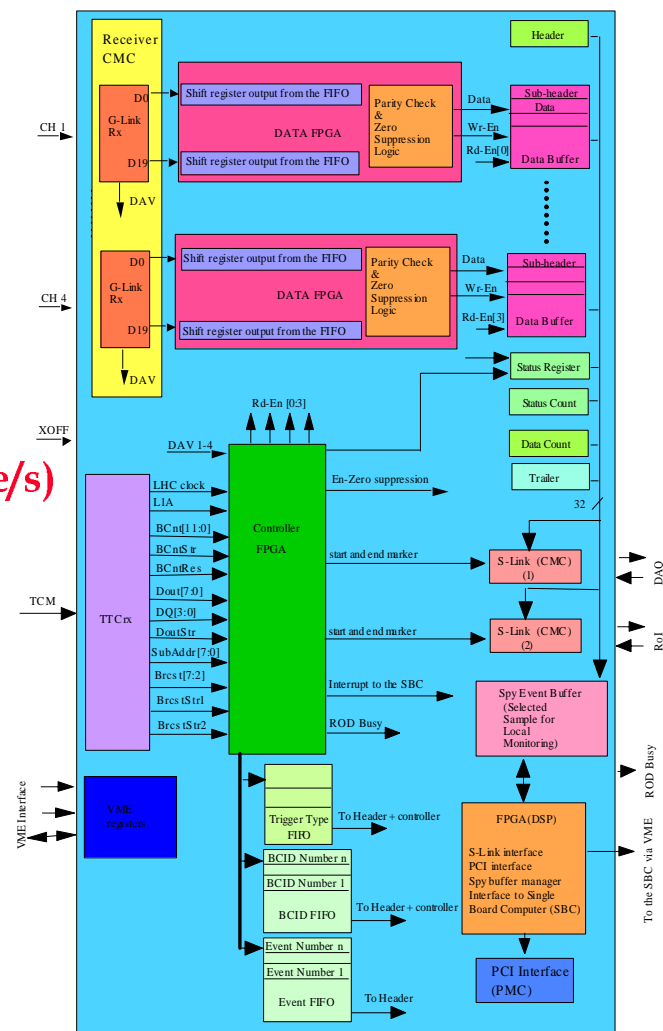 Receiver
CMC
Header
D0
G-Link
Rx
D19
DAV
CH 1
Shift register output from the FIFO
DATA FPGA
Shift register output from the FIFO
Parity Check
&
Zero
Suppression
Logic
Data
Wr-En
Rd-En[0]
Sub-header
Data
Data Buffer
D0
G-Link
Rx
D19
DAV
CH 4
Shift register output from the FIFO
DATA FPGA
Shift register output from the FIFO
Parity Check
&
Zero
Suppression
Logic
Data
Wr-En
Rd-En[3]
Sub-header
Data Buffer
Status Register
Status Count
Data Count
Trailer
32
XOFF
e/s)
Rd-En [0:3]
DAV 1-4
LHC clock
L1A
BCnt[11:0]
BCntStr
BCntRes
Dout[7:0]
DQ[3:0]
DoutStr
SubAddr[7:0]
Brcst[7:2]
BrcstStr1
BrcstStr2
TCM
TTCrx
Controller
FPGA
En-Zero suppression
start and end marker
start and end marker
Interrupt to the SBC
ROD Busy
S-Link (CMC)
(1)
S-Link (CMC)
(2)
DAO
RoI
Spy Event Buffer
(Selected
Sample for
Local
Monitoring)
ROD Busy
VME Interface
VME
registers
Trigger Type
FIFO
To Header + controller
BCID Number n
BCID Number 1
BCID FIFO
To Header + controller
Event Number n
Event Number 1
Event FIFO
To Header
FPGA(DSP)
S-Link interface
PCI interface
Spy buffer manager
Interface to Single
Board Computer (SBC)
To the SBC via VME
PCI Interface
(PMC)